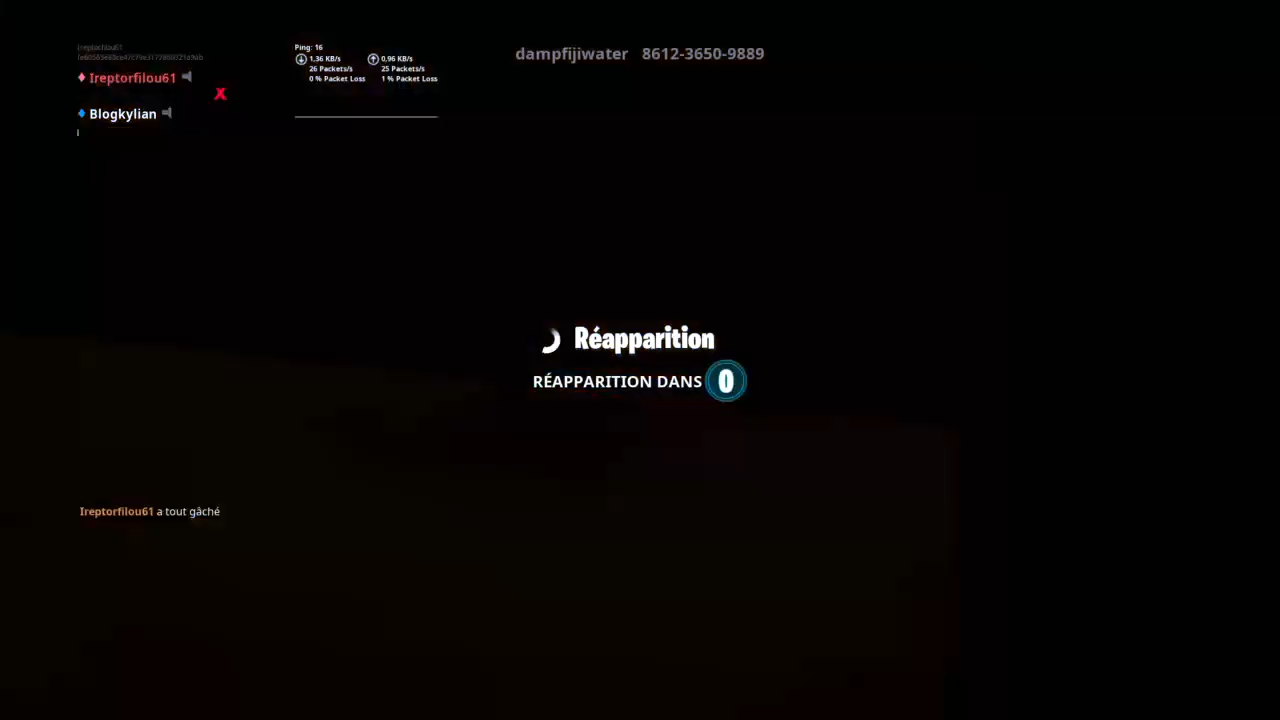 Ireptorfilou61
Ireptorfilou61
X
Blogkylian
Ping: 16
1,36 KB/s
0,96 KB/s
26 Packets/s
25 Packets/s
0 % Packet Loss
1 % Packet Loss
dampfijiwater 8612-3650-9889
Réapparition
RÉAPPARITION DANS 0
Ireptorfilou61 a tout gâché